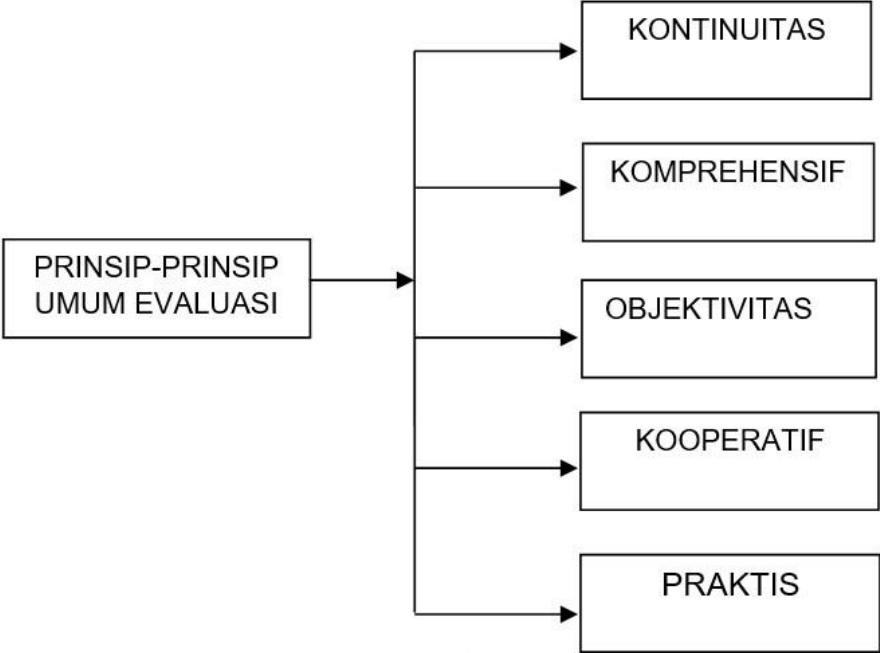 KONTINUITAS
KOMPREHENSIF
PRINSIP-PRINSIP
UMUM EVALUASI
OBJEKTIVITAS
KOOPERATIF
PRAKTIS